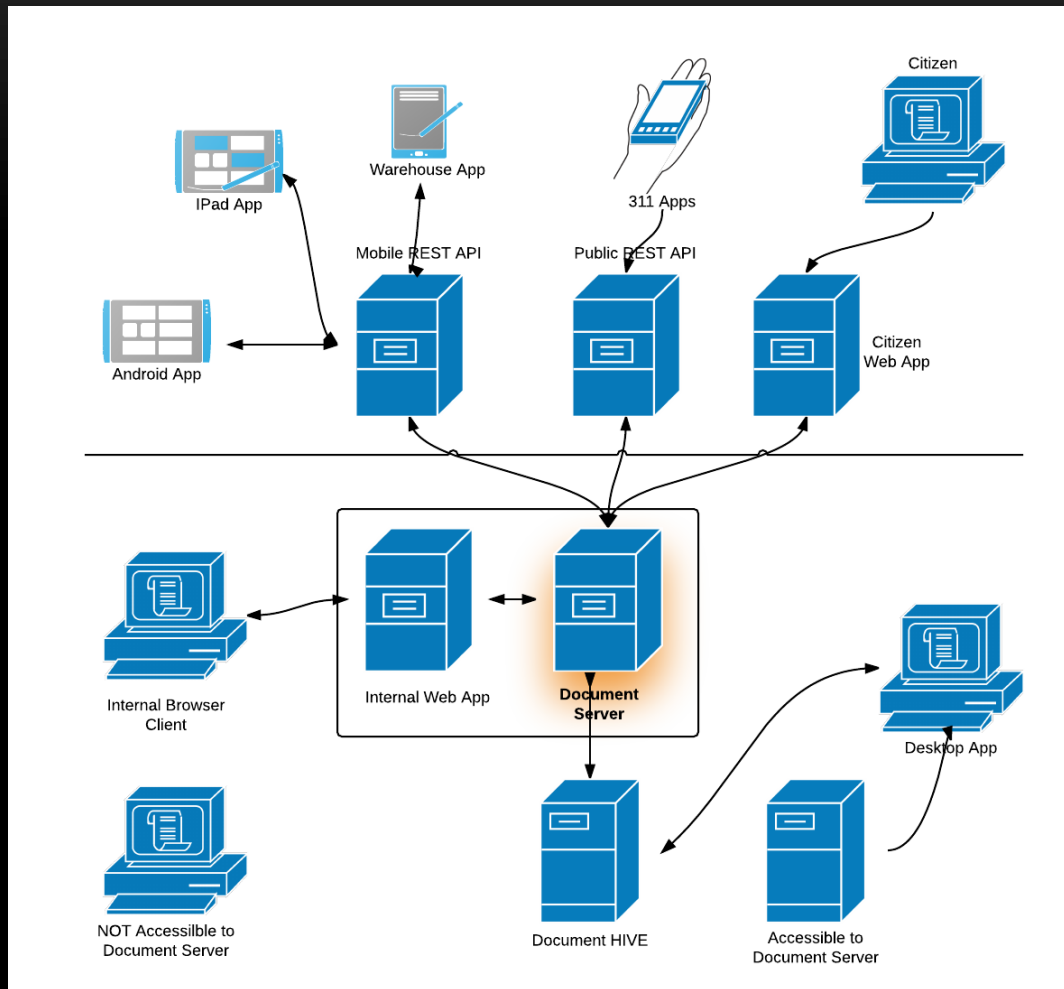 Citizen
Warehouse App
IPad App
311 Apps
Mobile REST API
Public REST API
Citizen
Web App
Android App
Internal Web App
Document
Server
Internal Browser
Client
Desktop App
NOT Accessilble to
Document Server
Document HIVE
Accessible to
Document Server